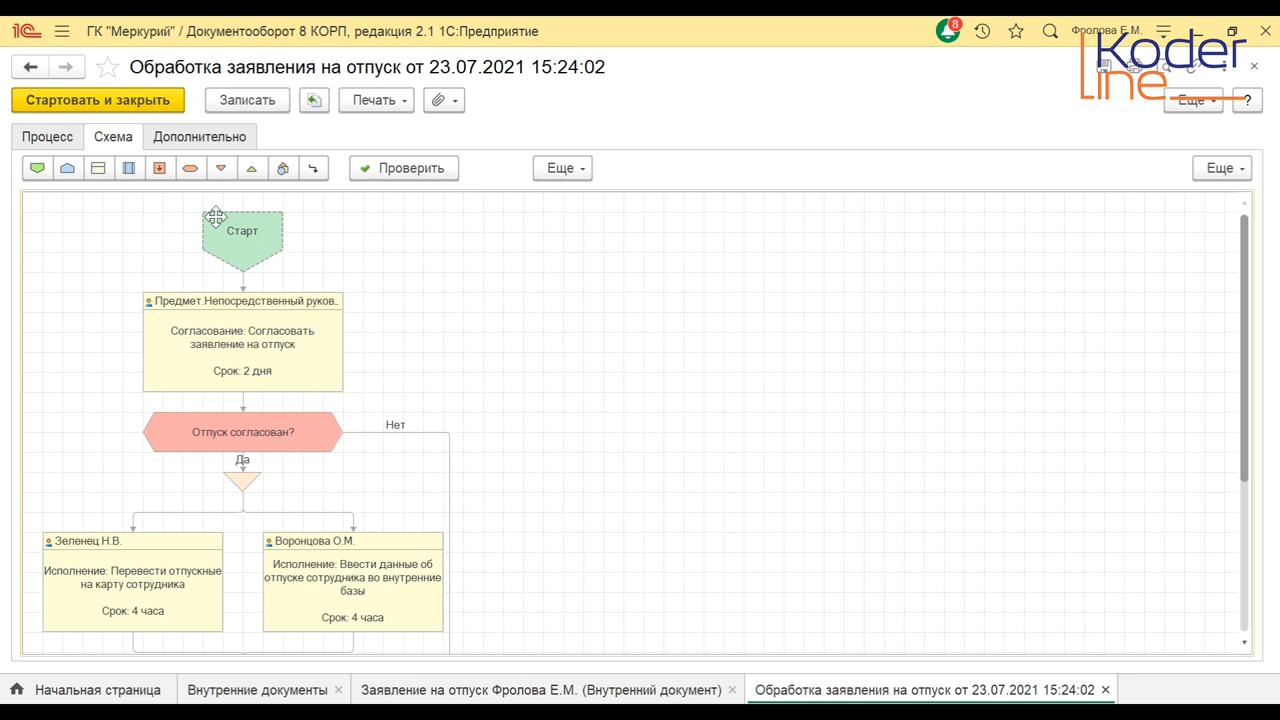 ГК "Меркурий" / Документооборот 8 КОРП, редакция 2.1 1С:Предприятие
8
Фролова Е.М.
Koder
line
Обработка заявления на отпуск от 23.07.2021 15:24:02
Стартовать и закрыть
Записать
Печать
Еще
?
Процесс
Схема
Дополнительно
Проверить
Еще
Еще
Старт
Предмет.Непосредственный руков..
Согласование: Согласовать
заявление на отпуск
Срок: 2 дня
Отпуск согласован?
Нет
Да
Зеленец Н.В.
Исполнение: Перевести отпускные
на карту сотрудника
Срок: 4 часа
Воронцова О.М.
Исполнение: Ввести данные об
отпуске сотрудника во внутренние
базы
Срок: 4 часа
Начальная страница
Внутренние документы
Заявление на отпуск Фролова Е.М. (Внутренний документ)
Обработка заявления на отпуск от 23.07.2021 15:24:02